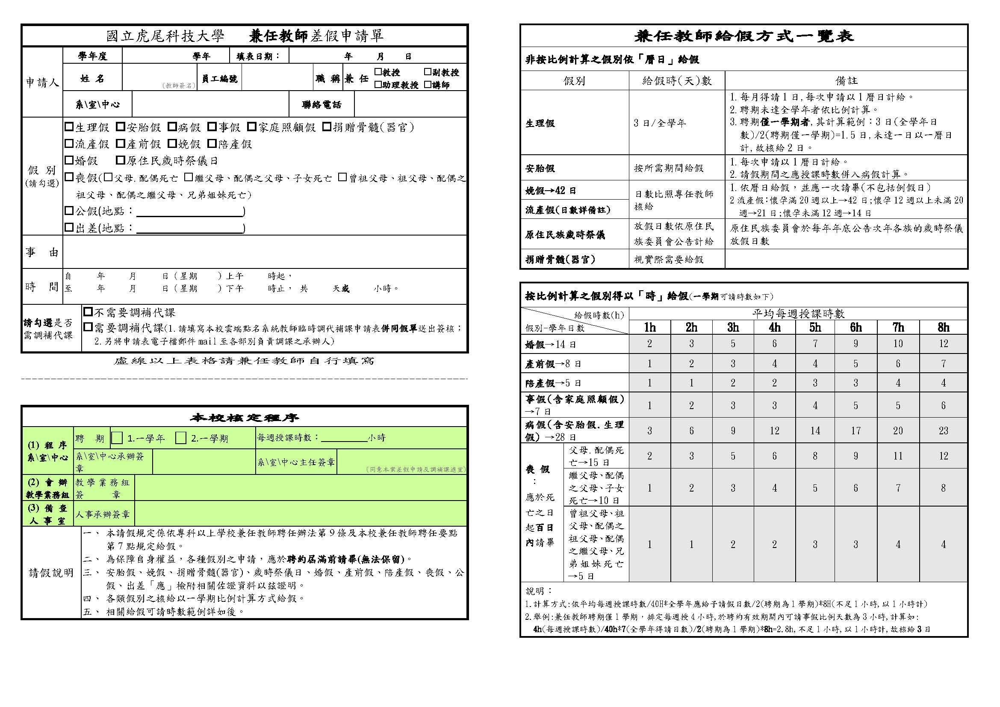 國立虎尾科技大學 兼任教師差假申請單
申請人
學年度 學年 填表日期： 年 月 日
姓 名 (教師簽名) 員工編號 職 稱 兼 任 □教授 □副教授
□助理教授 □講師
系\室\中心 聯絡電話
假 別
(請勾選)
□生理假 □安胎假 □病假 □事假 □家庭照顧假 □捐贈骨髓(器官)
□流產假 □產前假 □娩假 □陪產假
□婚假 □原住民歲時祭儀日
□喪假(□父母.配偶死亡 □繼父母、配偶之父母、子女死亡 □曾祖父母、祖父母、配偶之
祖父母、配偶之繼父母、兄弟姐妹死亡)
□公假(地點：＿＿＿＿＿＿＿＿)
□出差(地點：＿＿＿＿＿＿＿＿)
事 由
時 間
自 年 月 日（星期 ）上午 時起，
至 年 月 日（星期 ）下午 時止， 共 天或 小時。
請勾選是否
需調補代課
□不需要調補代課
□需要調補代課(1.請填寫本校雲端點名系統教師臨時調代補課申請表併同假單送出簽核；
2.另將申請表電子檔郵件mail至各部別負責調課之承辦人)
虛線以上表格請兼任教師自行填寫
本校核定程序
(1) 程 序
系\室\中心
聘 期 □ 1.一學年 □ 2.一學期 每週授課時數：＿＿＿＿小時
系\室\中心承辦簽
章
系\室\中心主任簽章 (同意本案差假申請及調補課適宜)
(2) 會 辦
教學業務組
教學業務組
簽 章
(3) 備 查
人 事 室
人事承辦簽章
請假說明
一、 本請假規定係依專科以上學校兼任教師聘任辦法第9條及本校兼任教師聘任要點
第7點規定給假。
二、 為保障自身權益，各種假別之申請，應於聘約屆滿前請畢(無法保留)。
三、 安胎假、娩假、捐贈骨髓(器官)、歲時祭儀日、婚假、產前假、陪產假、喪假、公
假、出差「應」檢附相關佐證資料以茲證明。
四、 各類假別之核給以一學期比例計算方式給假。
五、 相關給假可請時數範例詳如後。
兼任教師給假方式一覽表
非按比例計算之假別依「曆日」給假
假別 給假時(天)數 備註
生理假 3日/全學年
1.每月得請1日,每次申請以1曆日計給。
2.聘期未達全學年者依比例計算。
3.聘期僅一學期者,其計算範例：3日(全學年日
數)/2(聘期僅一學期)=1.5日,未達一日以一曆日
計,故核給2日。
安胎假 按所需期間給假
1.每次申請以1曆日計給。
2.請假期間之應授課時數併入病假計算。
娩假→42日
流產假(日數詳備註)
日數比照專任教師
核給
1.依曆日給假，並應一次請畢(不包括例假日)
2流產假:懷孕滿20週以上→42日;懷孕12週以上未滿20
週→21日;懷孕未滿12週→14日
原住民族歲時祭儀
放假日數依原住民
族委員會公告計給
原住民族委員會於每年年底公告次年各族的歲時祭儀
放假日數
捐贈骨髓(器官) 視實際需要給假
按比例計算之假別得以「時」給假(一學期可請時數如下)
給假時數(h) 平均每週授課時數
假別-學年日數 1h 2h 3h 4h 5h 6h 7h 8h
婚假→14日 2 3 5 6 7 9 10 12
產前假→8日 1 2 3 4 4 5 6 7
陪產假→5日 1 1 2 2 3 3 4 4
事假(含家庭照顧假)
→7日 1 2 3 3 4 5 5 6
病假(含安胎假.生理
假)→28日 3 6 9 12 14 17 20 23
喪 假
：
應於死
亡之日
起百日
內請畢
父母.配偶死
亡→15日 2 3 5 6 8 9 11 12
繼父母、配偶
之父母、子女
死亡→10日 1 2 3 4 5 6 7 8
曾祖父母、祖
父母、配偶之
祖父母、配偶
之繼父母、兄
弟姐妹死亡
→5日 1 1 2 2 3 3 4 4
說明：
1.計算方式:依平均每週授課時數/40H*全學年應給予請假日數/2(聘期為1學期)*8H(不足1小時,以1小時計)
2.舉例:兼任教師聘期僅1學期，排定每週授4小時,於聘約有效期間內可請事假比例天數為3小時,計算如:
4h(每週授課時數)/40h*7(全學年得請日數)/2(聘期為1學期)*8h=2.8h,不足1小時,以1小時計,故核給3日